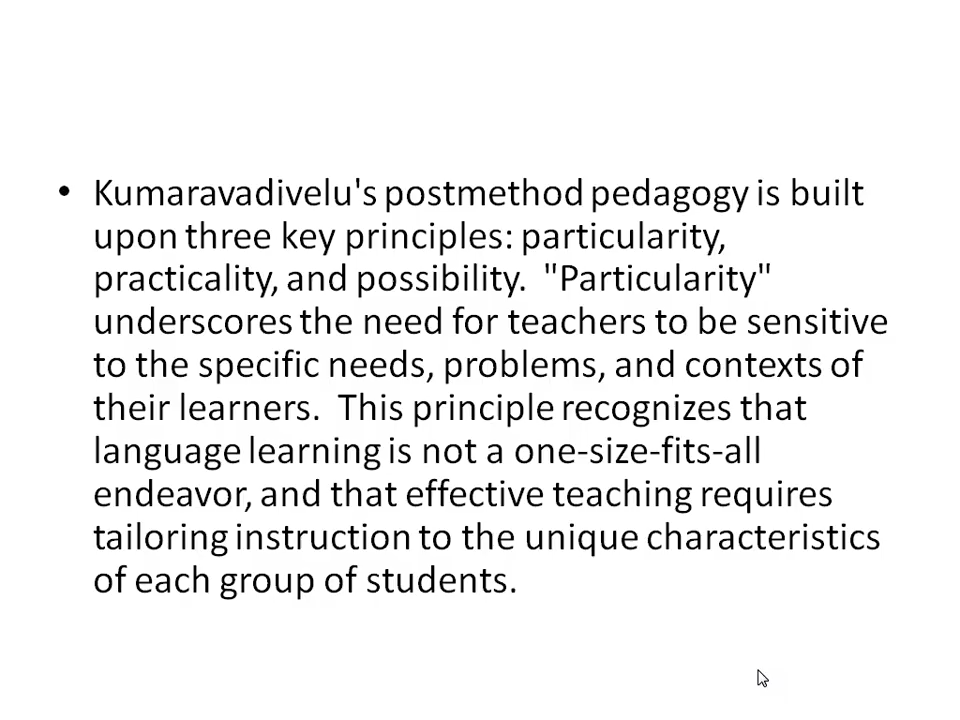 • Kumaravadivelu's postmethod pedagogy is built
upon three key principles: particularity,
practicality, and possibility.  "Particularity"
underscores the need for teachers to be sensitive
to the specific needs, problems, and contexts of
their learners.  This principle recognizes that
language learning is not a one-size-fits-all
endeavor, and that effective teaching requires
tailoring instruction to the unique characteristics
of each group of students.